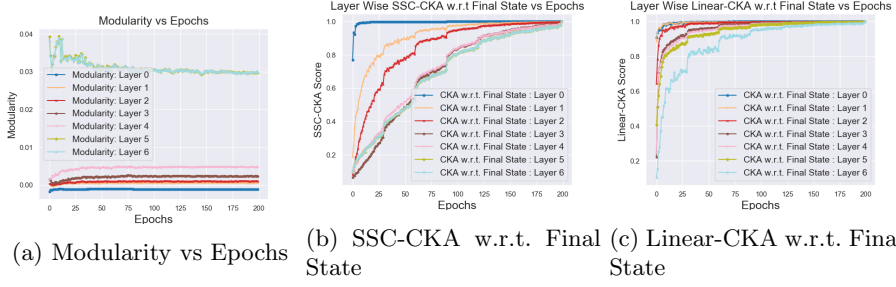 Modularity vs Epochs
0.04
0.03
0.02
0.01
0.00
Modularity
Modularity: Layer 0
Modularity: Layer 1
Modularity: Layer 2
Modularity: Layer 3
Modularity: Layer 4
Modularity: Layer 5
Modularity: Layer 6
0 25 50 75 100 125 150 175 200
Epochs
Layer Wise SSC-CKA w.r.t Final State vs Epochs
1.0
0.8
0.6
0.4
0.2
SSC-CKA Score
CKA w.r.t. Final State : Layer 0
CKA w.r.t. Final State : Layer 1
CKA w.r.t. Final State : Layer 2
CKA w.r.t. Final State : Layer 3
CKA w.r.t. Final State : Layer 4
CKA w.r.t. Final State : Layer 5
CKA w.r.t. Final State : Layer 6
0 25 50 75 100 125 150 175 200
Epochs
Layer Wise Linear-CKA w.r.t Final State vs Epochs
1.0
0.8
0.6
0.4
0.2
Linear-CKA Score
CKA w.r.t. Final State : Layer 0
CKA w.r.t. Final State : Layer 1
CKA w.r.t. Final State : Layer 2
CKA w.r.t. Final State : Layer 3
CKA w.r.t. Final State : Layer 4
CKA w.r.t. Final State : Layer 5
CKA w.r.t. Final State : Layer 6
0 25 50 75 100 125 150 175 200
Epochs
(a) Modularity vs Epochs
(b) SSC-CKA w.r.t. Final
State
(c) Linear-CKA w.r.t. Fina
State